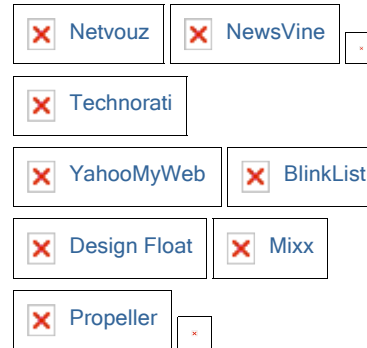 Netvouz NewsVine
Technorati
YahooMyWeb BlinkList
Design Float Mixx
Propeller